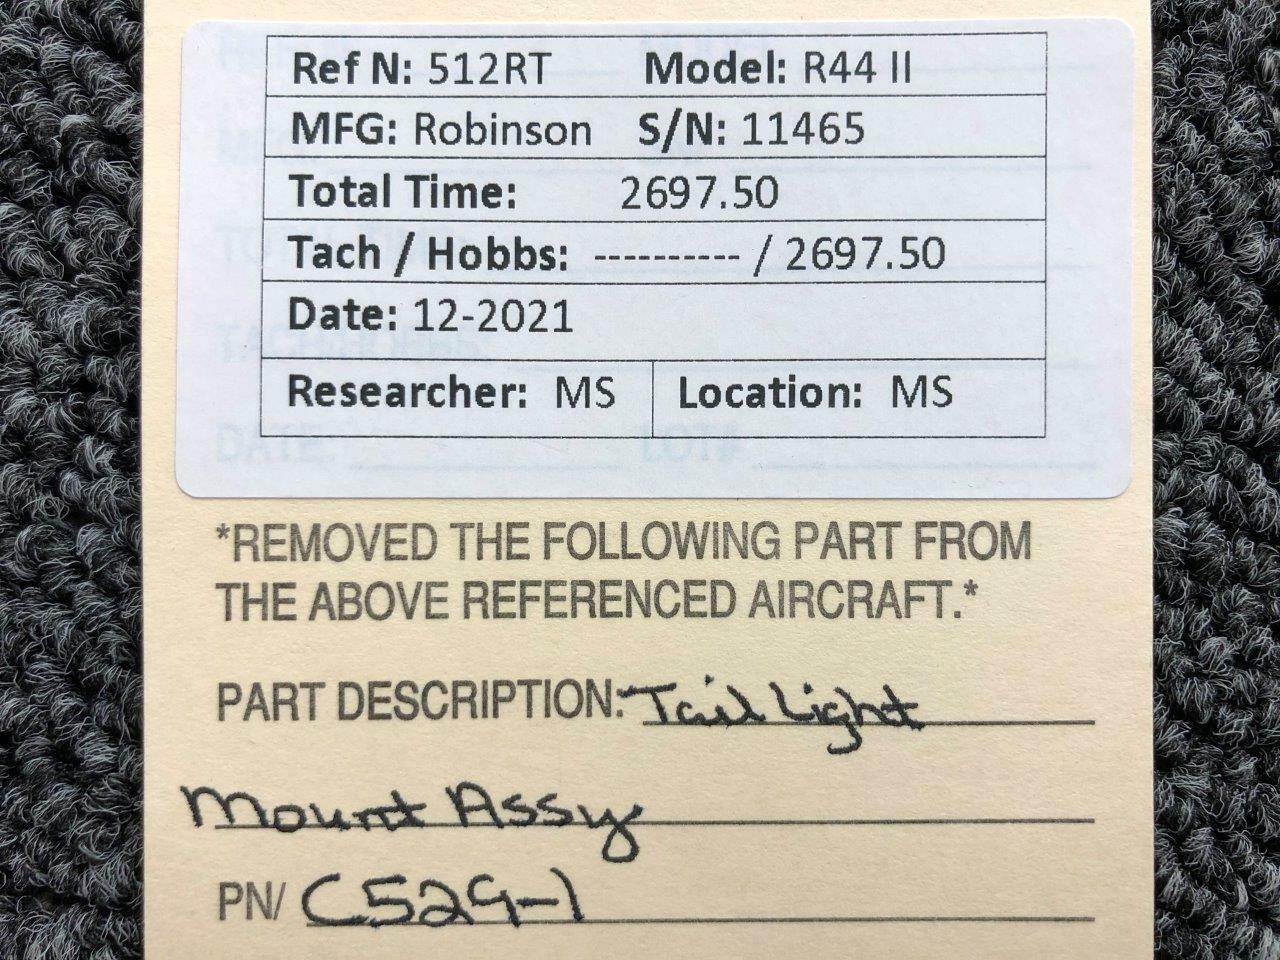 Ref N: 512RT Model: R44 II
MFG: Robinson S/N: 11465
Total Time: 2697.50
Tach / Hobbs: ---------- / 2697.50
Date: 12-2021
Researcher: MS Location: MS
DATE: LOT#
*REMOVED THE FOLLOWING PART FROM
THE ABOVE REFERENCED AIRCRAFT.*
PART DESCRIPTION: Tail Light
Mount Assy
PN/ C529-1